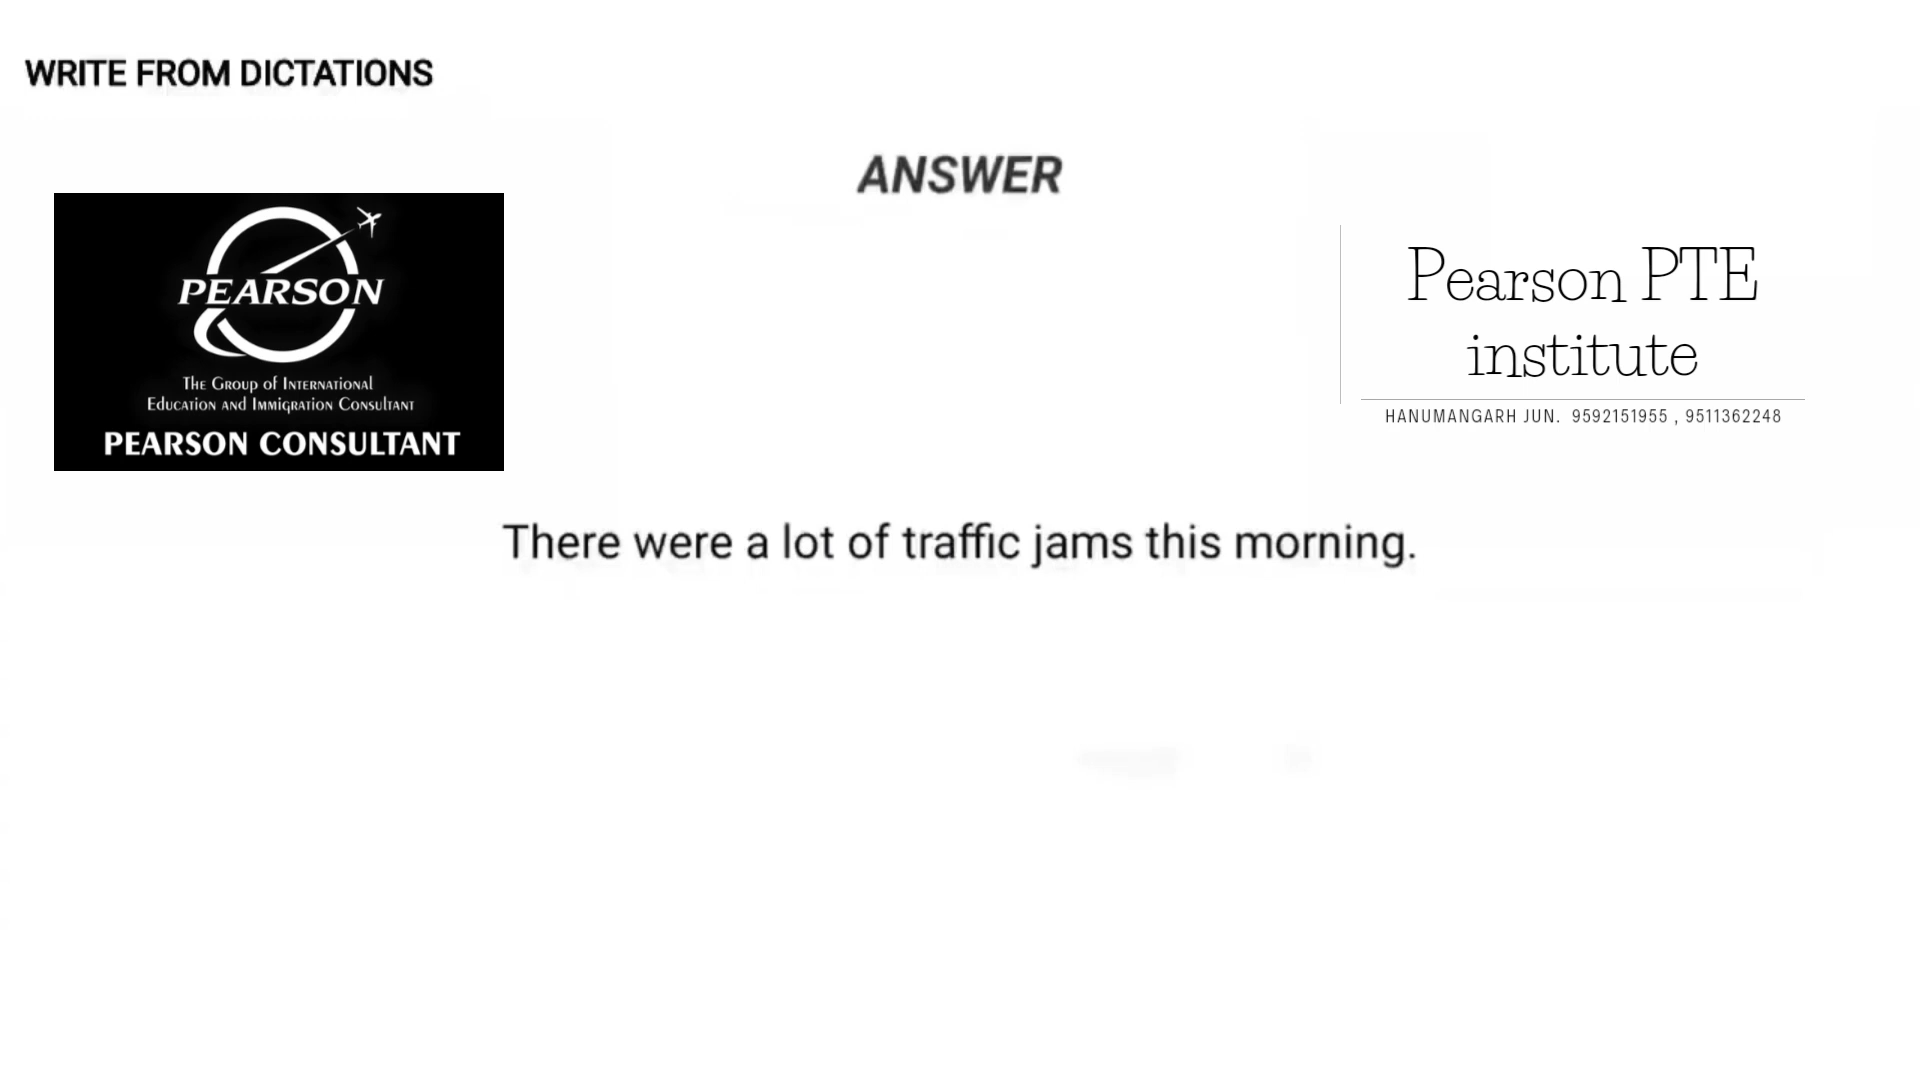 WRITE FROM DICTATIONS
ANSWER
PEARSON
The Group of International
Education and Immigration Consultant
PEARSON CONSULTANT
Pearson PTE
institute
HANUMANGARH JUN. 9592151955 , 9511362248
There were a lot of traffic jams this morning.